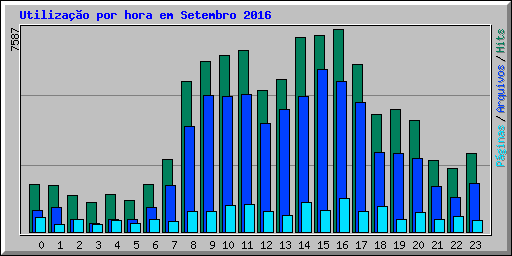 Utilização por hora em Setembro 2016
7587
Páginas / Arquivos / Hits
0 1 2 3 4 5 6 7 8 9 10 11 12 13 14 15 16 17 18 19 20 21 22 23